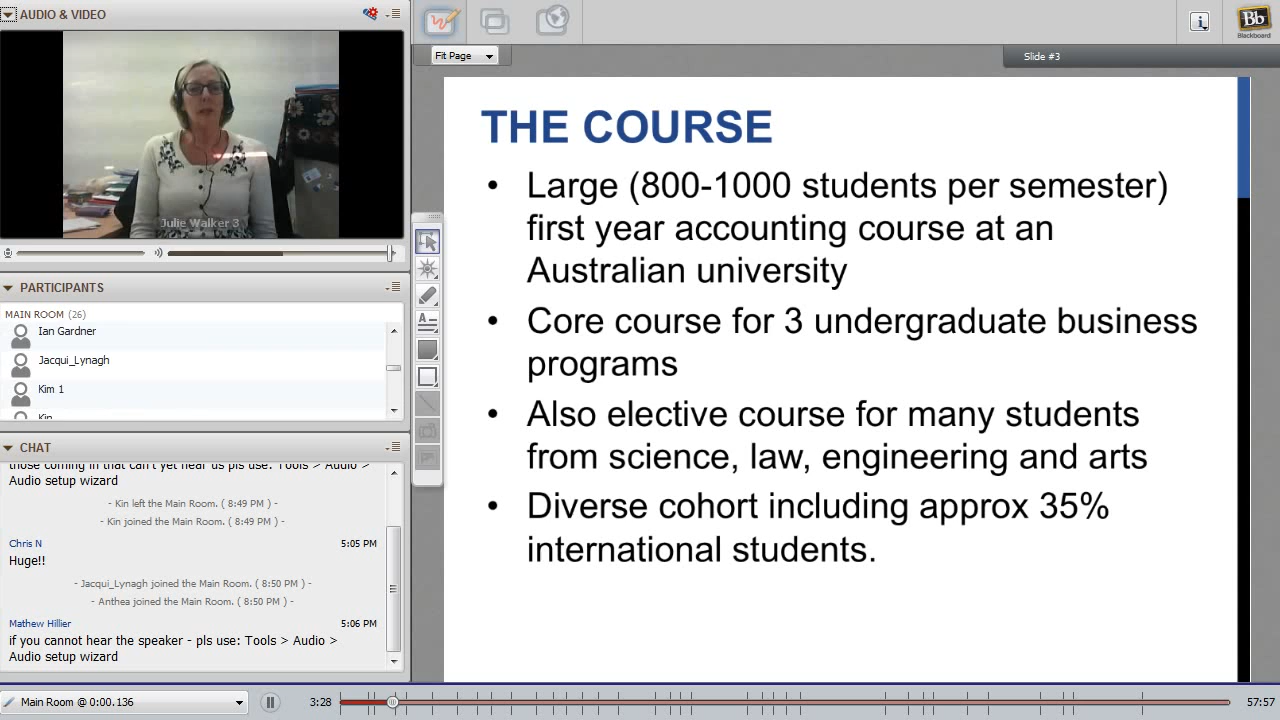 AUDIO & VIDEO
Julie Walker 3
PARTICIPANTS
MAIN ROOM (26)
Ian Gardner
Jacqui_Lynagh
Kim 1
Kin
CHAT
those coming in that can't yet hear us pls use: Tools > Audio >
Audio setup wizard
- Kin left the Main Room. ( 8:49 PM ) -
- Kin joined the Main Room. ( 8:49 PM ) -
Chris N 5:05 PM
Huge!!
- Jacqui_Lynagh joined the Main Room. ( 8:50 PM ) -
- Anthea joined the Main Room. ( 8:50 PM ) -
Mathew Hillier 5:06 PM
if you cannot hear the speaker - pls use: Tools > Audio >
Audio setup wizard
Bb
Blackboard
Fit Page
Slide #3
THE COURSE
• Large (800-1000 students per semester)
first year accounting course at an
Australian university
• Core course for 3 undergraduate business
programs
• Also elective course for many students
from science, law, engineering and arts
• Diverse cohort including approx 35%
international students.
Main Room @ 0:00.136
3:28
57:57